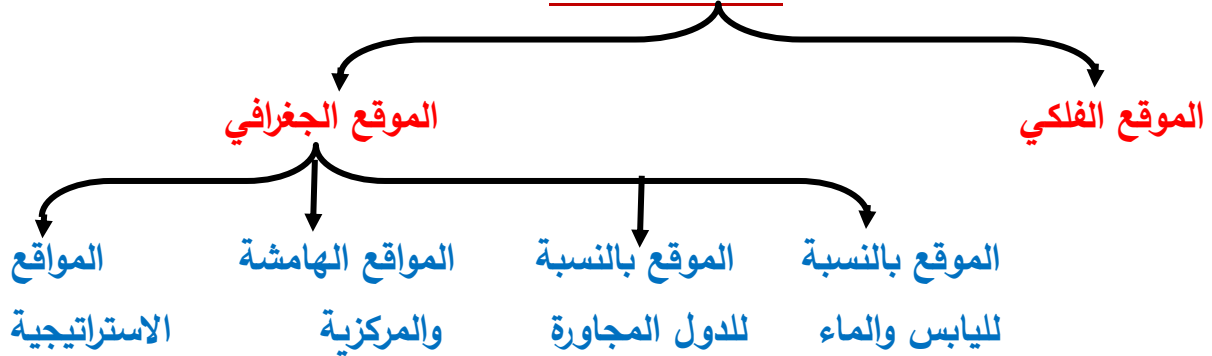 الموقع الفلكي
الموقع الجغرافي
الموقع بالنسبة
لليابس والماء
الموقع بالنسبة
للدول المجاورة
المواقع الهامشة
والمركزية
المواقع
الاستراتيجية